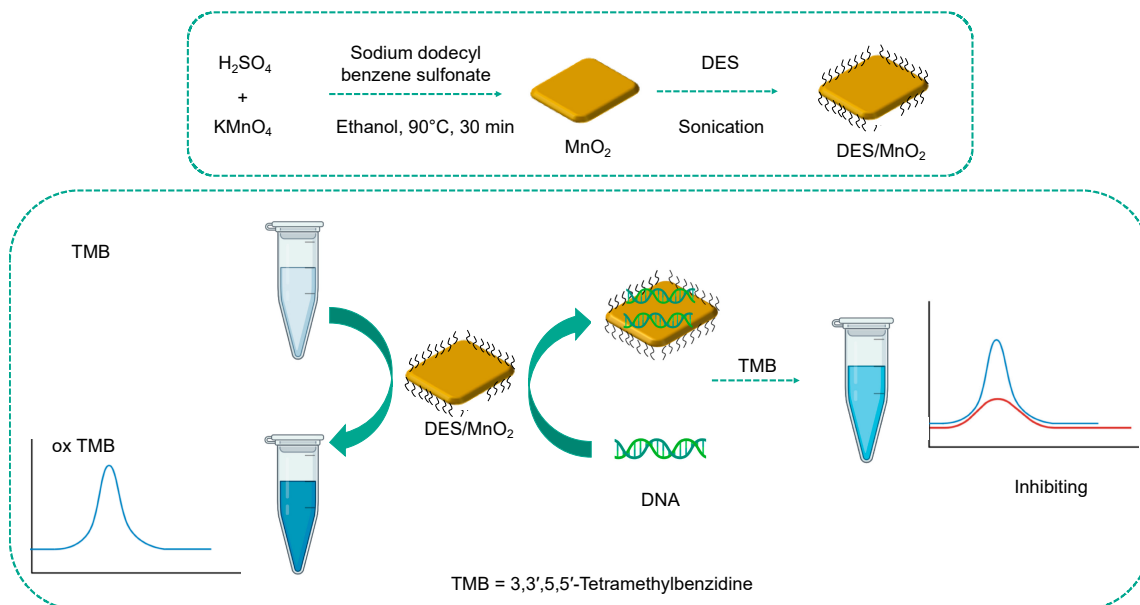 H₂SO₄
+
KMnO₄
Sodium dodecyl
benzene sulfonate
Ethanol, 90°C, 30 min
MnO₂
DES
Sonication
DES/MnO₂
TMB
ox TMB
DES/MnO₂
DNA
TMB
Inhibiting
TMB = 3,3′,5,5′-Tetramethylbenzidine